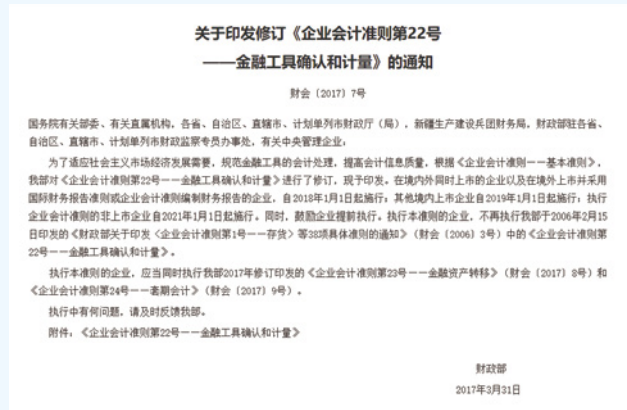 关于印发修订《企业会计准则第22号
——金融工具确认和计量》的通知
财会〔2017〕7号
国务院有关部委、有关直属机构，各省、自治区、直辖市、计划单列市财政厅（局），新疆生产建设兵团财务局，财政部驻各省、
自治区、直辖市、计划单列市财政监察专员办事处，有关中央管理企业：
为了适应社会主义市场经济发展需要，规范金融工具的会计处理，提高会计信息质量，根据《企业会计准则——基本准则》，
我部对《企业会计准则第22号——金融工具确认和计量》进行了修订，现予印发。在境内外同时上市的企业以及在境外上市并采用
国际财务报告准则或企业会计准则编制财务报告的企业，自2018年1月1日起施行；其他境内上市企业自2019年1月1日起施行；执行
企业会计准则的非上市企业自2021年1月1日起施行。同时，鼓励企业提前执行。执行本准则的企业，不再执行我部于2006年2月15
日印发的《财政部关于印发〈企业会计准则第1号——存货〉等38项具体准则的通知》（财会〔2006〕3号）中的《企业会计准则第
22号——金融工具确认和计量》。
执行本准则的企业，应当同时执行我部2017年修订印发的《企业会计准则第23号——金融资产转移》（财会〔2017〕8号）和
《企业会计准则第24号——套期会计》（财会〔2017〕9号）。
执行中有何问题，请及时反馈我部。
附件：《企业会计准则第22号——金融工具确认和计量》
财政部
2017年3月31日